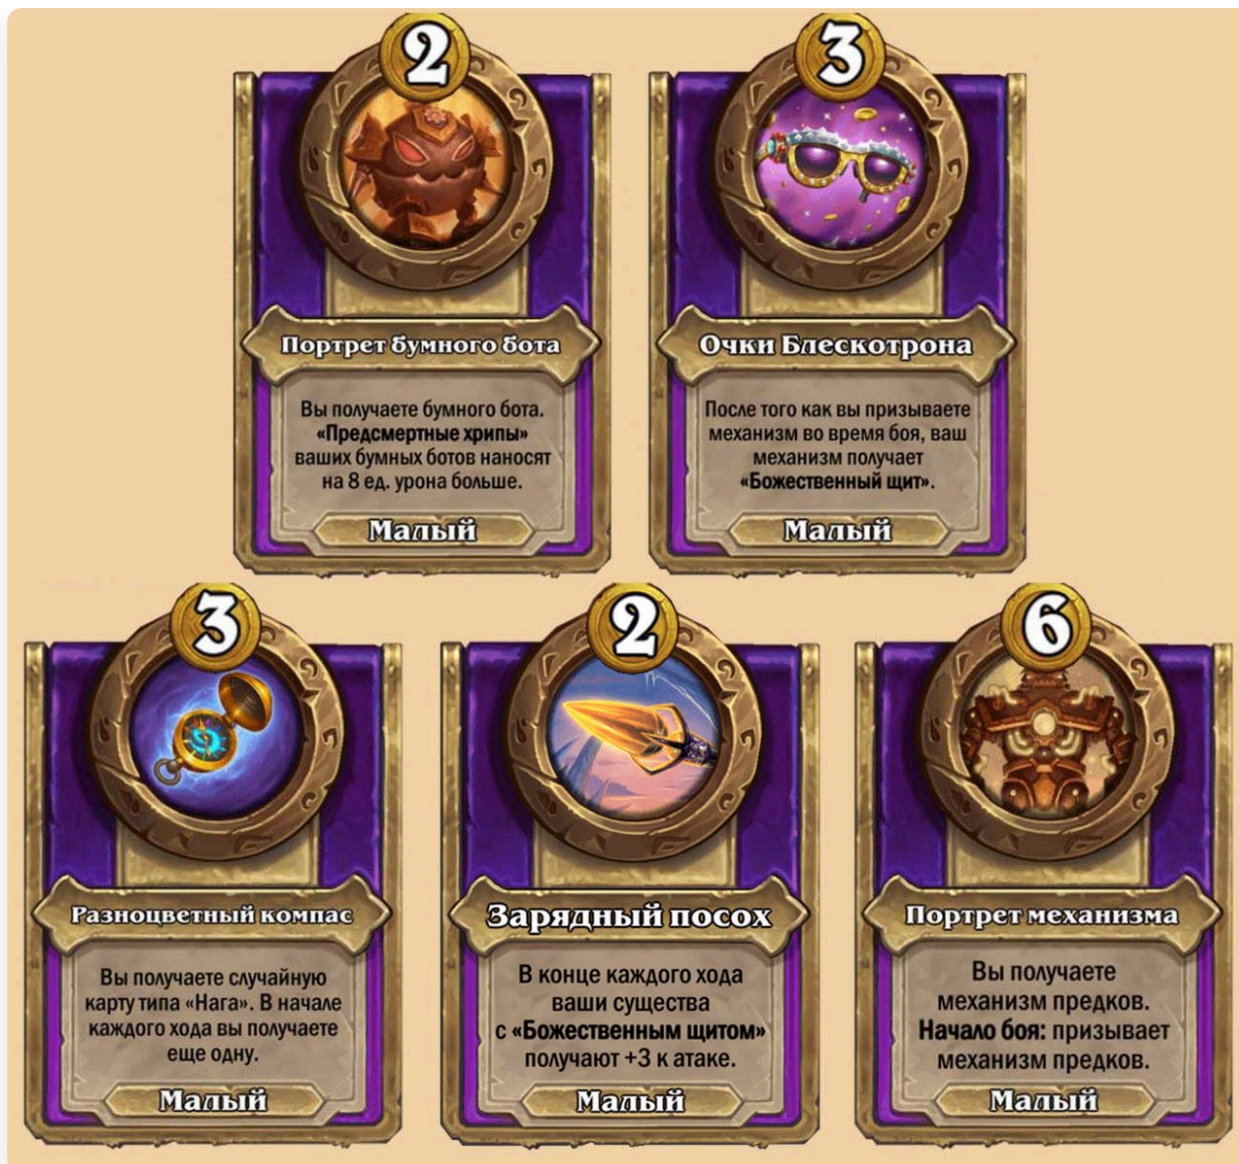 2
3
Портрет бумного бота
Очки Блескотрона
Вы получаете бумного бота.
«Предсмертные хрипы»
ваших бумных ботов наносят
на 8 ед. урона больше.
После того как вы призываете
механизм во время боя, ваш
механизм получает
«Божественный щит».
Малый
Малый
3
2
6
Разноцветный компас
Зарядный посох
Портрет механизма
Вы получаете случайную
карту типа «Нага». В начале
каждого хода вы получаете
еще одну.
В конце каждого хода
ваши существа
с «Божественным щитом»
получают +3 к атаке.
Вы получаете
механизм предков.
Начало боя: призывает
механизм предков.
Малый
Малый
Малый